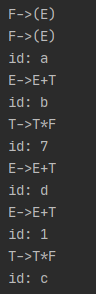 F->(E)
F->(E)
id: a
E->E+T
id: b
T->T*F
id: 7
E->E+T
id: d
E->E+T
id: 1
T->T*F
id: c